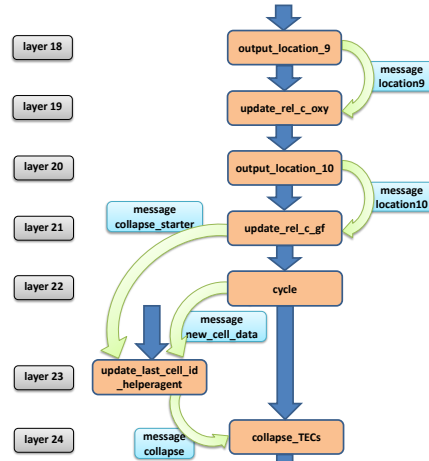 layer 18
output_location_9
message
location9
layer 19
update_rel_c_oxy
layer 20
output_location_10
message
location10
message
collapse_starter
layer 21
update_rel_c_gf
layer 22
cycle
message
new_cell_data
layer 23
update_last_cell_id
_helperagent
layer 24
message
collapse
collapse_TECs